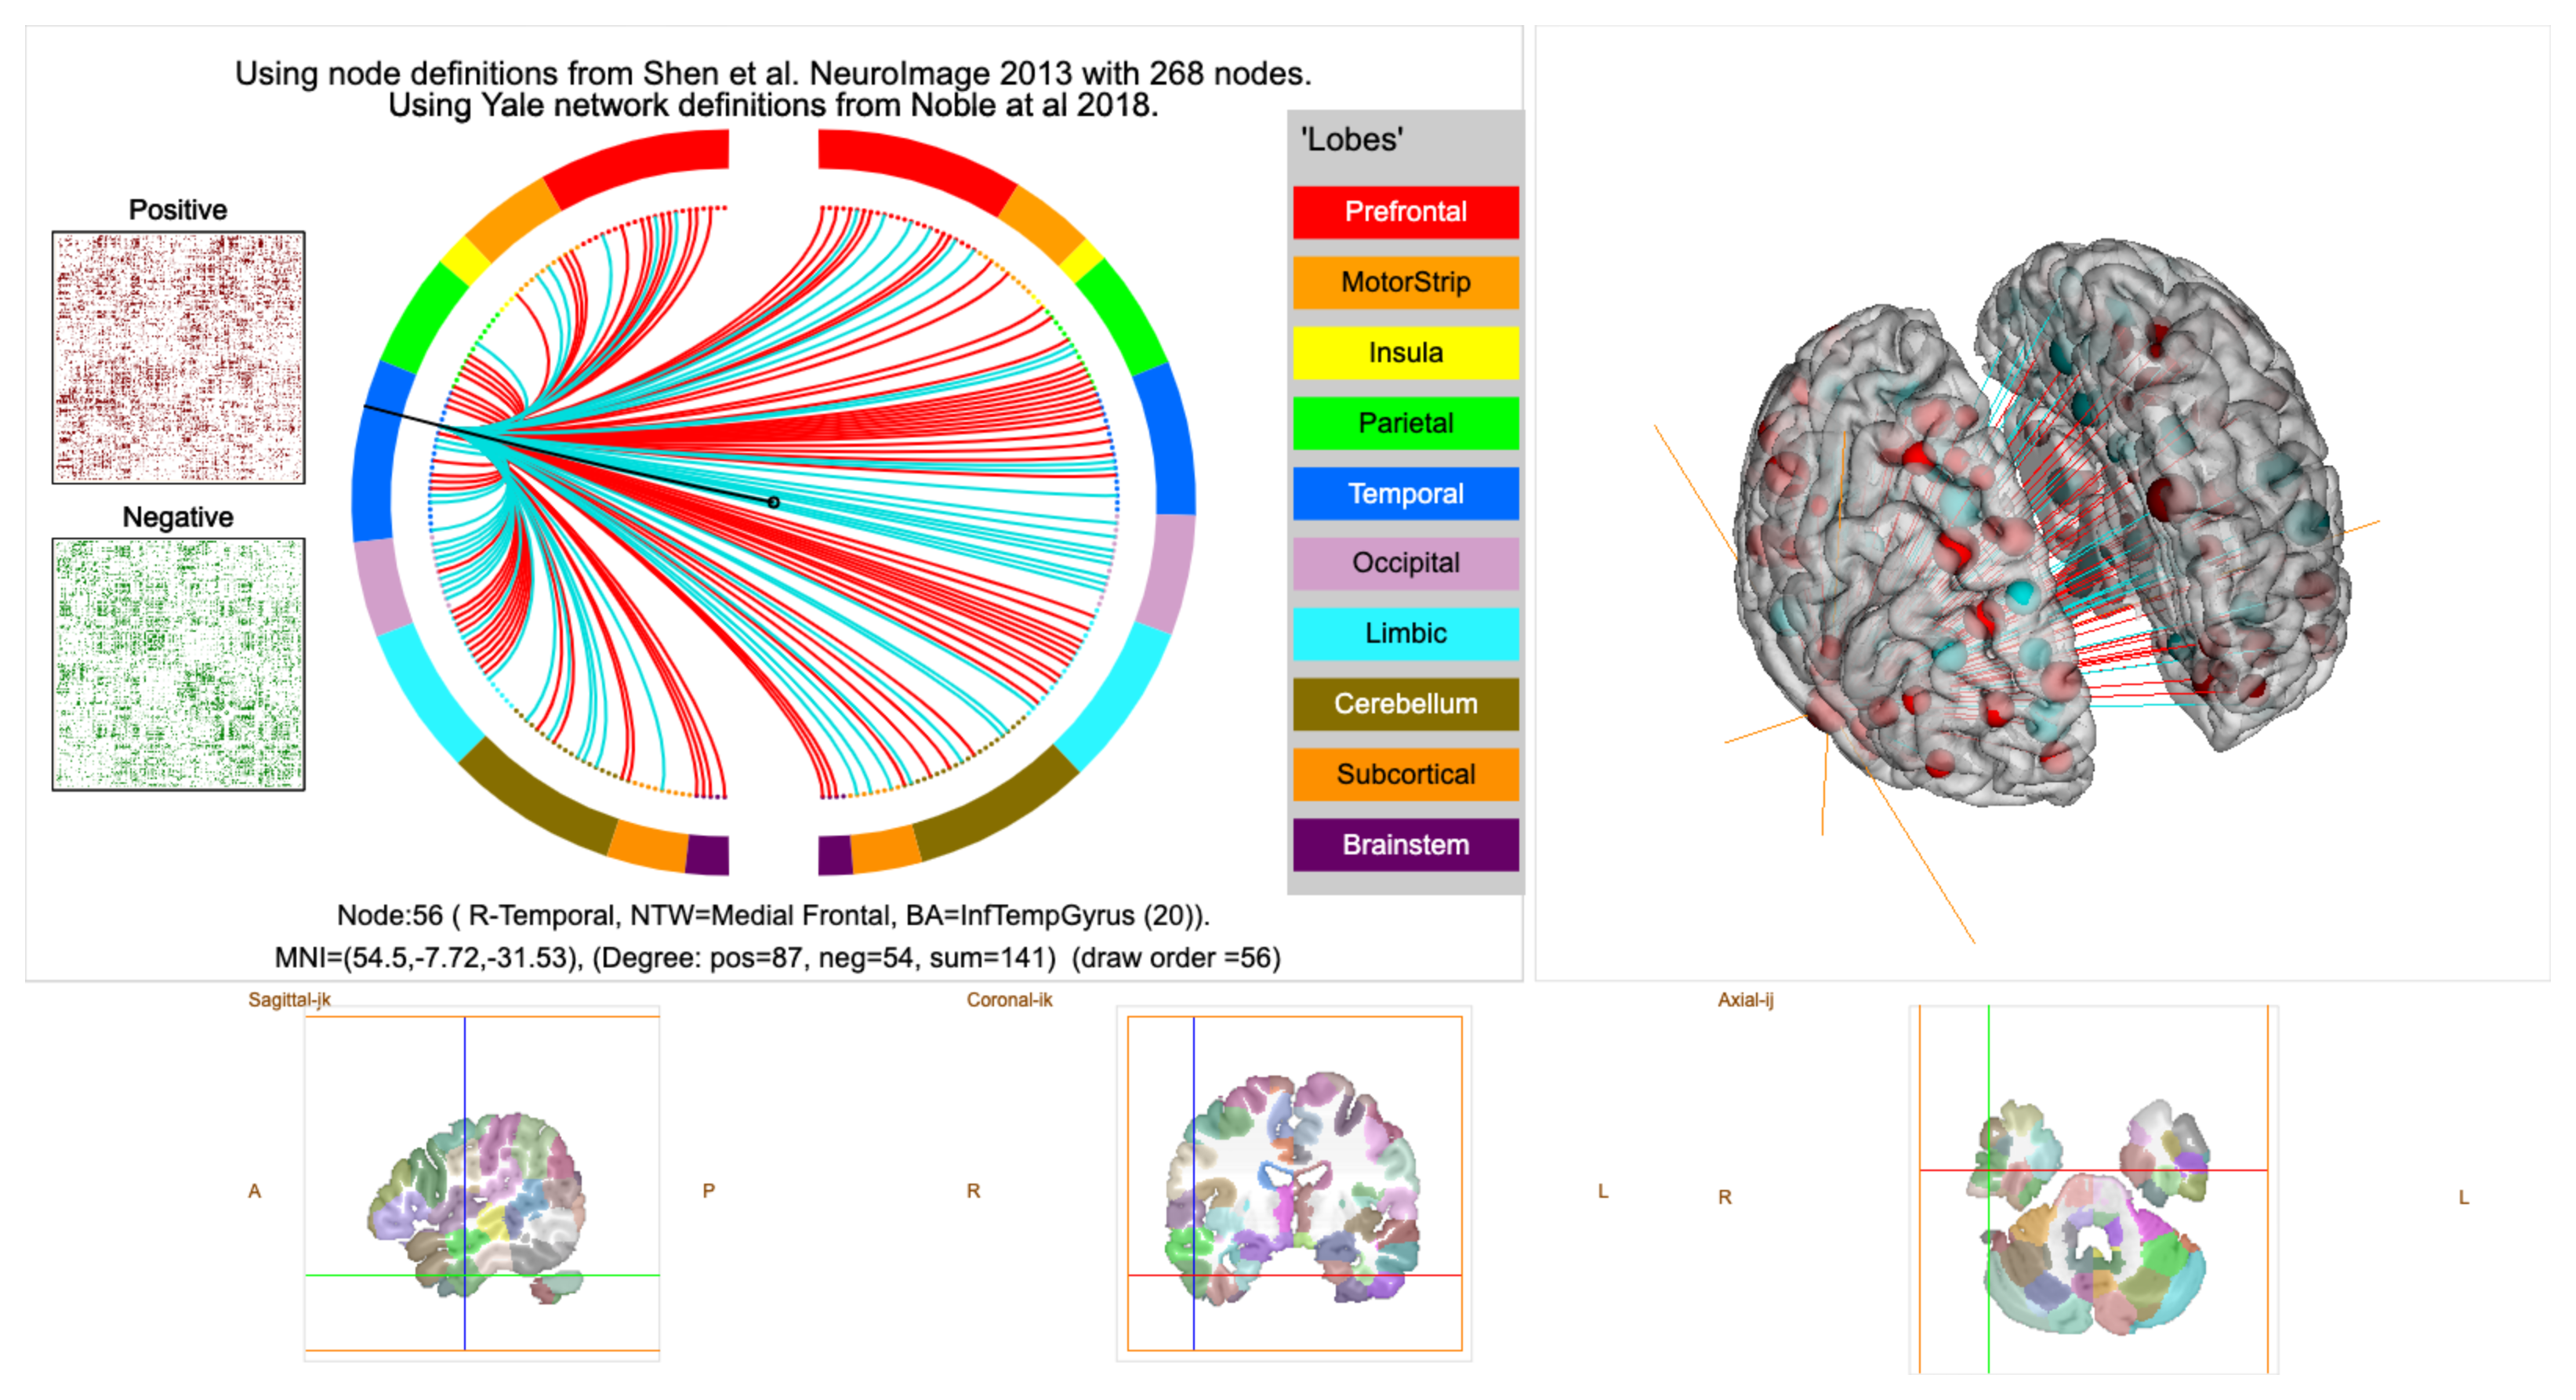 Using node definitions from Shen et al. NeuroImage 2013 with 268 nodes.
Using Yale network definitions from Noble at al 2018.
'Lobes'
Prefrontal
MotorStrip
Insula
Parietal
Temporal
Occipital
Limbic
Cerebellum
Subcortical
Brainstem
Positive
Negative
Node:56 ( R-Temporal, NTW=Medial Frontal, BA=InfTempGyrus (20)).
MNI=(54.5,-7.72,-31.53), (Degree: pos=87, neg=54, sum=141) (draw order =56)
Sagittal-jk
A
P
Coronal-ik
R
L
Axial-ij
R
L